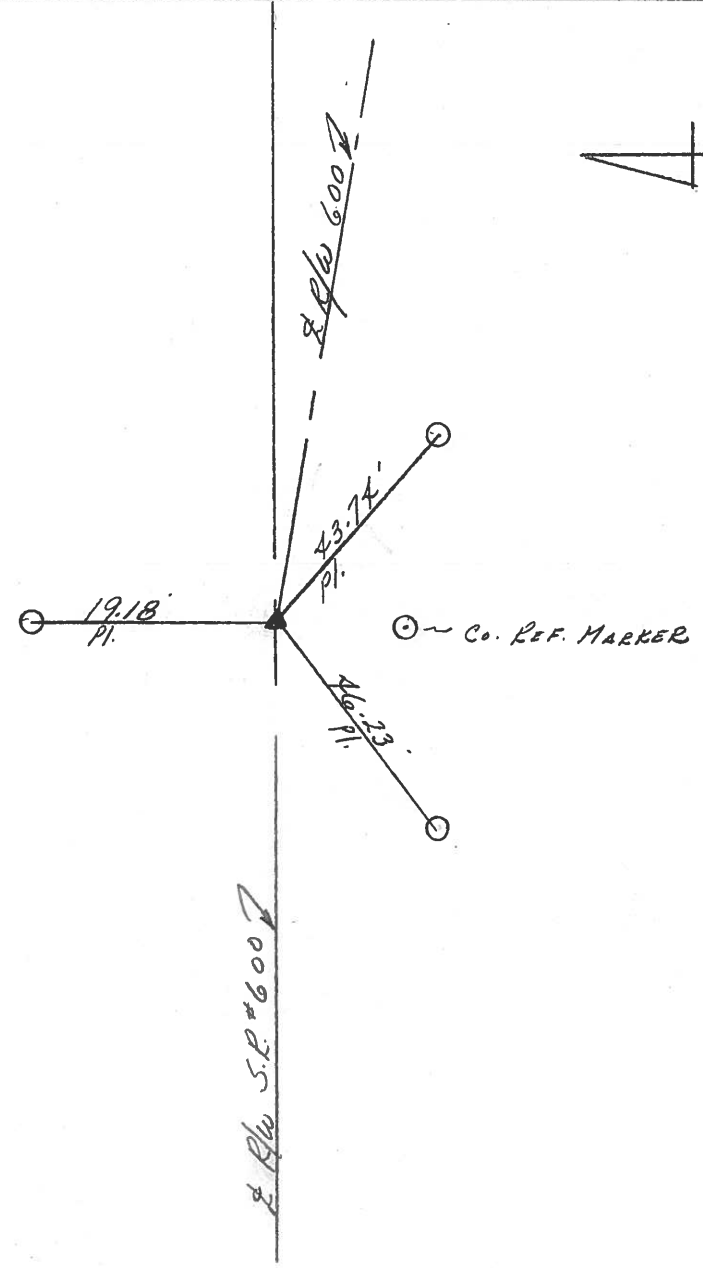 ℄ R/W 600
43.74'
Pl.
19.18'
Pl.
Co. Ref. Marker
46.23'
Pl.
℄ R/W S.R. #600